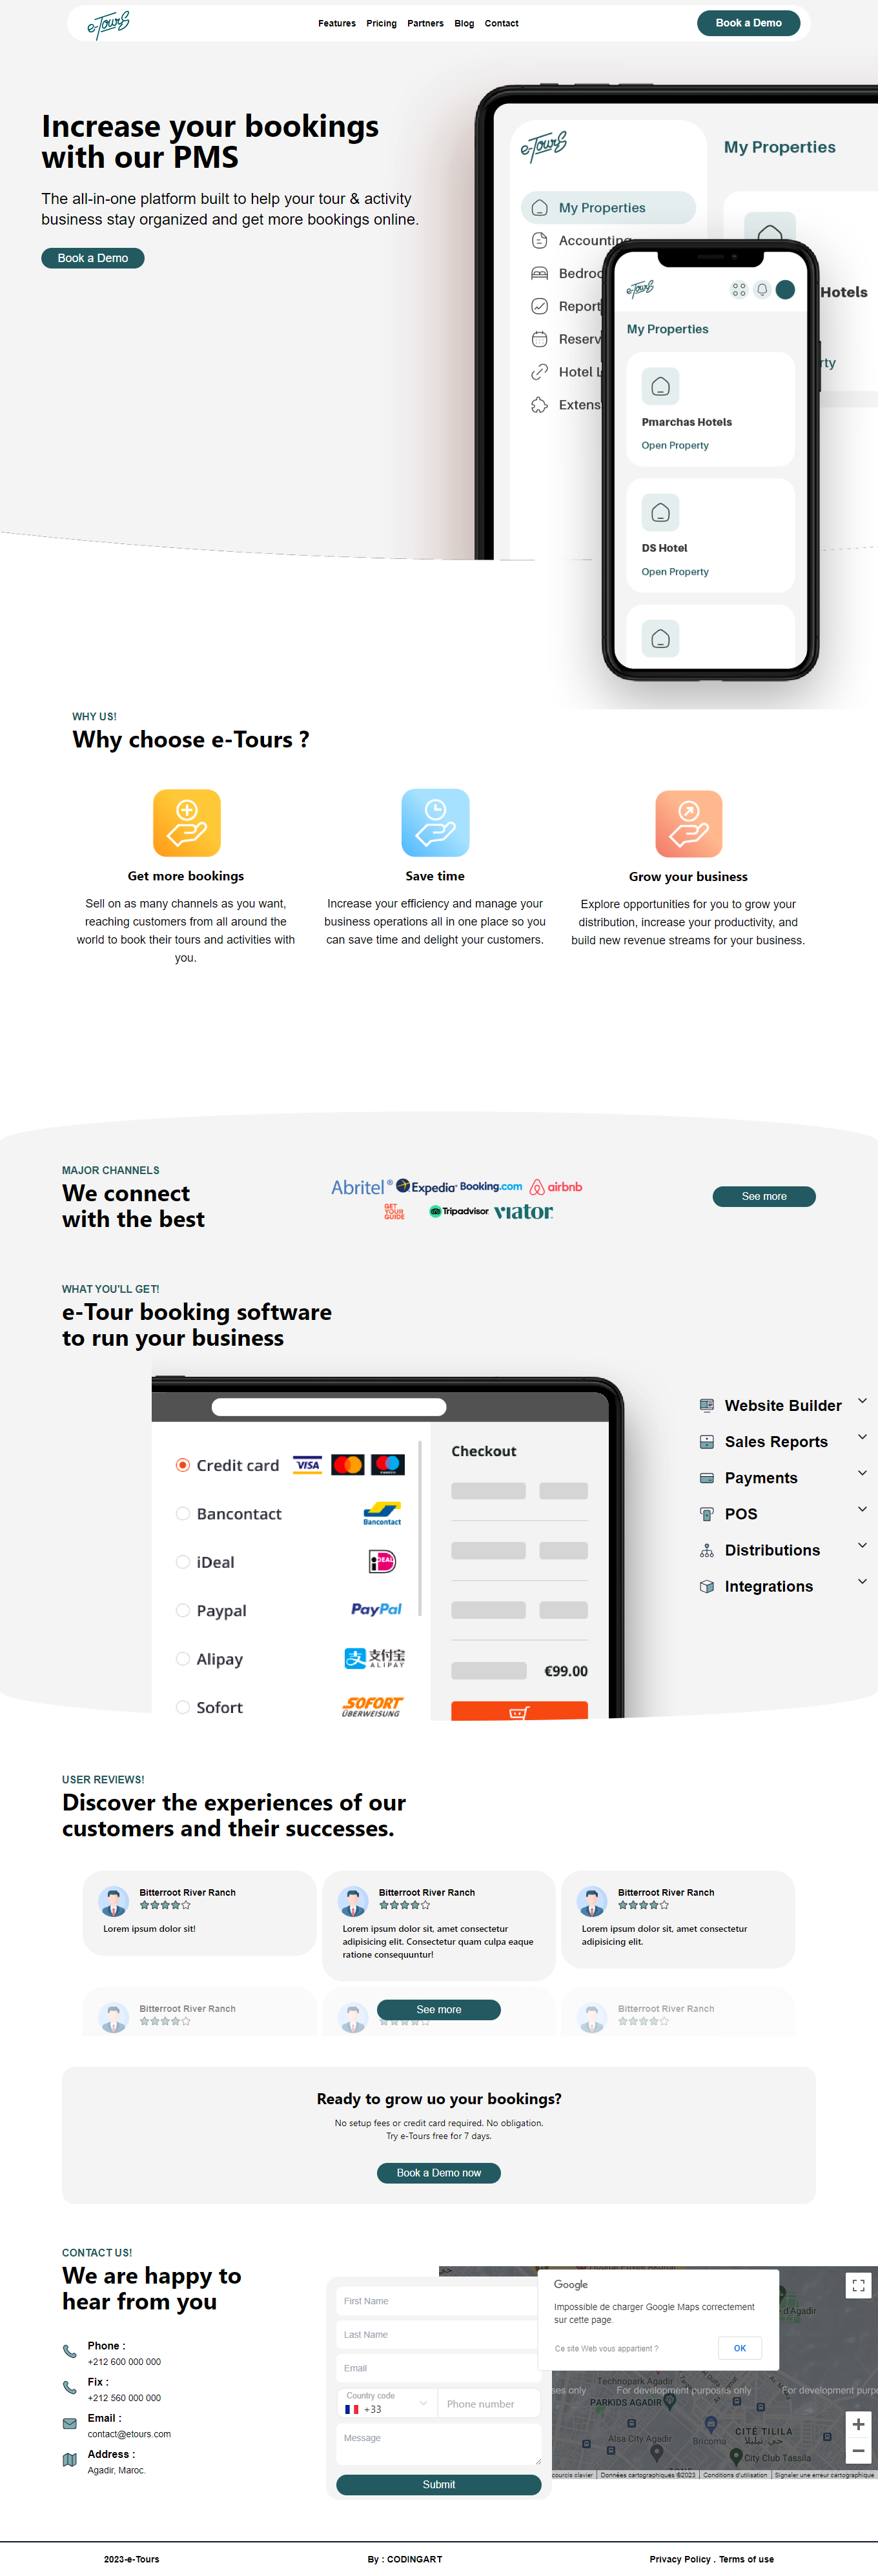 e-Tours
Features Pricing Partners Blog Contact
Book a Demo
Increase your bookings
with our PMS
The all-in-one platform built to help your tour & activity
business stay organized and get more bookings online.
Book a Demo
e-Tours
My Properties
My Properties
Accounting
Hotels
Hotel
e-Tours
My Properties
Pmarchas Hotels
Open Property
DS Hotel
Open Property
WHY US!
Why choose e-Tours ?
Get more bookings
Sell on as many channels as you want,
reaching customers from all around the
world to book their tours and activities with
you.
Save time
Increase your efficiency and manage your
business operations all in one place so you
can save time and delight your customers.
Grow your business
Explore opportunities for you to grow your
distribution, increase your productivity, and
build new revenue streams for your business.
MAJOR CHANNELS
We connect
with the best
Abritel® Expedia® Booking.com airbnb
GET
YOUR
GUIDE
Tripadvisor viator.
See more
WHAT YOU'LL GET!
e-Tour booking software
to run your business
Credit card VISA
Bancontact Bancontact
iDeal iDEAL
Paypal PayPal
Alipay 支付宝
ALIPAY
Sofort SOFORT
ÜBERWEISUNG
Checkout
€99.00
Website Builder
Sales Reports
Payments
POS
Distributions
Integrations
USER REVIEWS!
Discover the experiences of our
customers and their successes.
Bitterroot River Ranch
Lorem ipsum dolor sit!
Bitterroot River Ranch
Lorem ipsum dolor sit, amet consectetur
adipisicing elit. Consectetur quam culpa eaque
ratione consequuntur!
Bitterroot River Ranch
Lorem ipsum dolor sit, amet consectetur
adipisicing elit.
Bitterroot River Ranch
Bitterroot River Ranch
Bitterroot River Ranch
See more
Ready to grow uo your bookings?
No setup fees or credit card required. No obligation.
Try e-Tours free for 7 days.
Book a Demo now
CONTACT US!
We are happy to
hear from you
Phone :
+212 600 000 000
Fix :
+212 560 000 000
Email :
contact@etours.com
Address :
Agadir, Maroc.
First Name
Last Name
Email
Country code
+33
Phone number
Message
Submit
Google
Impossible de charger Google Maps correctement
sur cette page.
Ce site Web vous appartient ?
OK
d'Agadir
Technopark Agadir
For development purposes only
PARKIDS AGADIR
Alsa City Agadir
Bricoma
CITÉ TILILA
حي تيليلا
City Club Tassila
Données cartographiques ©2023
Conditions d'utilisation
Signaler une erreur cartographique
2023-e-Tours
By : CODINGART
Privacy Policy . Terms of use